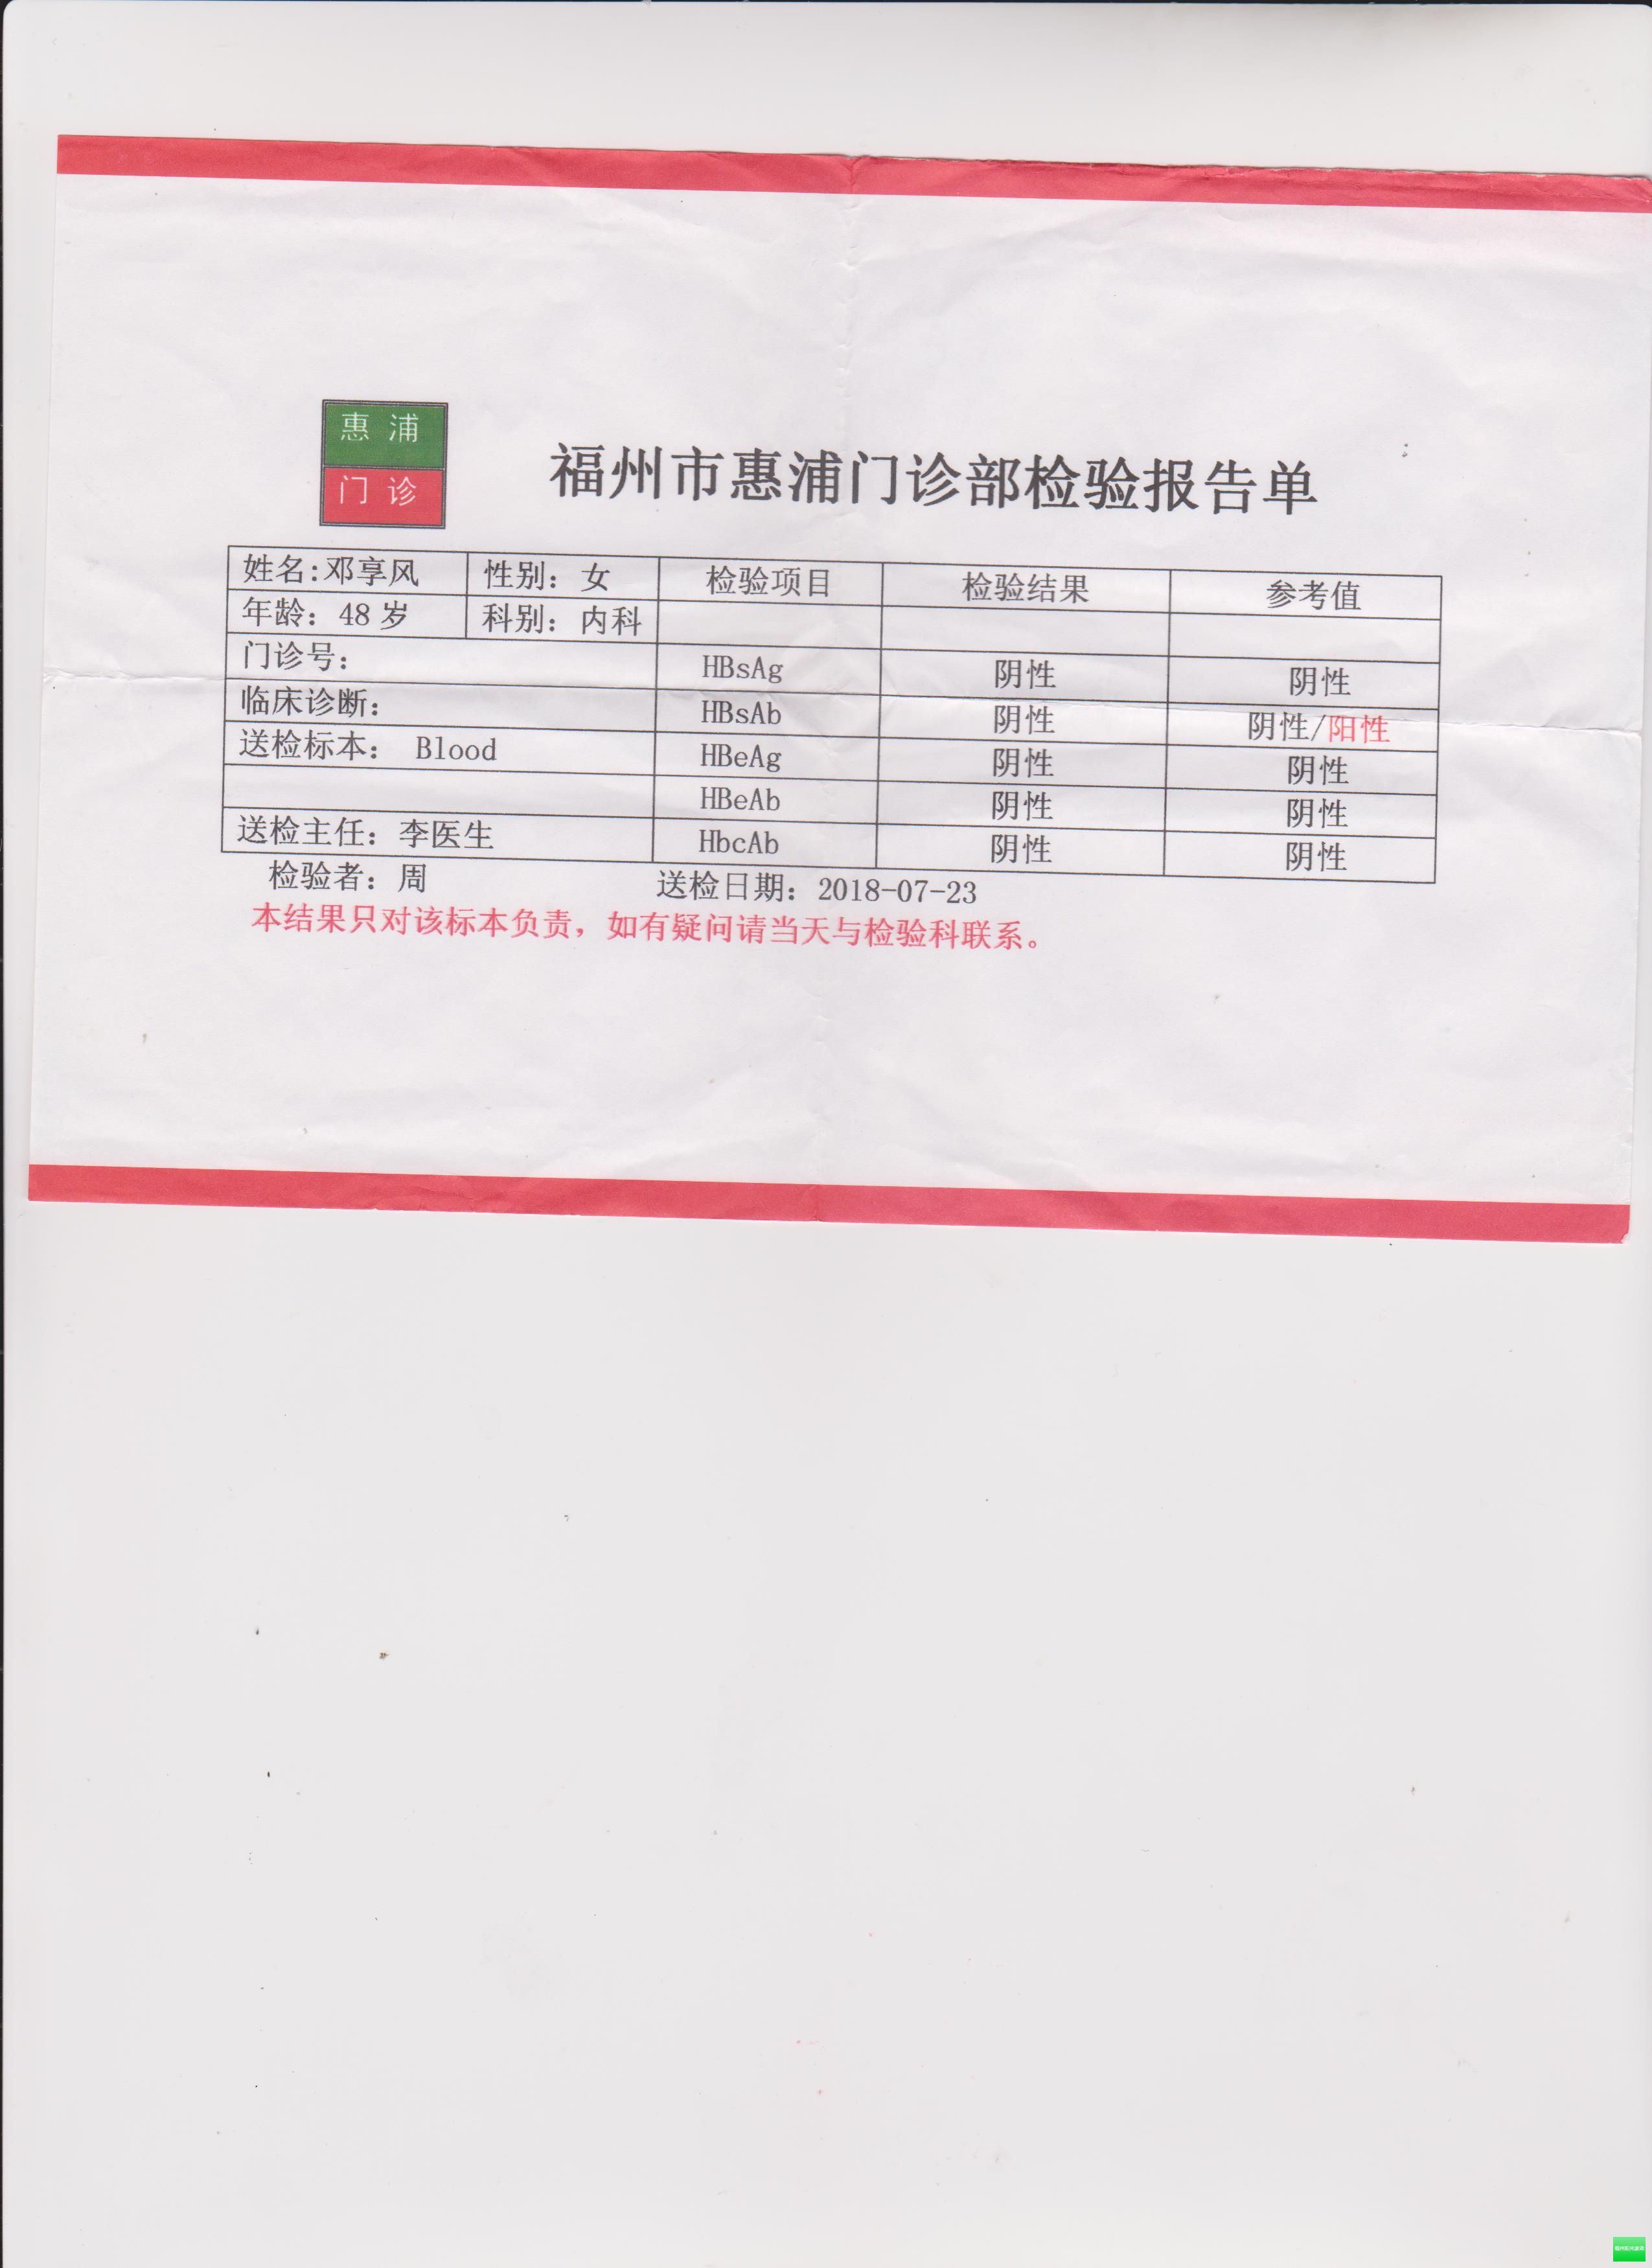 惠 浦
门 诊
福州市惠浦门诊部检验报告单
姓名:邓享风 性别：女 检验项目 检验结果 参考值
年龄：48 岁 科别：内科
门诊号： HBsAg 阴性 阴性
临床诊断： HBsAb 阴性 阴性/阳性
送检标本： Blood HBeAg 阴性 阴性
HBeAb 阴性 阴性
送检主任：李医生 HbcAb 阴性 阴性
检验者：周 送检日期：2018-07-23
本结果只对该标本负责，如有疑问请当天与检验科联系。